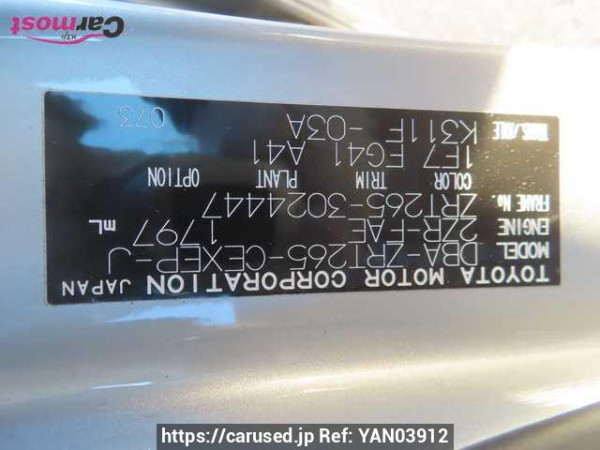 Carmost
TOYOTA MOTOR CORPORATION JAPAN
MODEL DBA-ZRT265-CEXEP-J
ENGINE 2ZR-FAE 1797 mL
FRAME No. ZRT265-3024447
COLOR TRIM PLANT OPTION
1E7 FG41 A41
TRANS/AXLE K311F -03A
073
https://carused.jp Ref: YAN03912